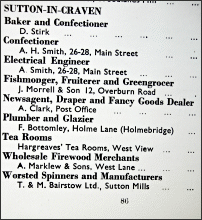 SUTTON-IN-CRAVEN
Baker and Confectioner
D. Stirk ... ... ...
Confectioner
A. H. Smith, 26-28, Main Street ...
Electrical Engineer
A. Smith, 26-28, Main Street ... ...
Fishmonger, Fruiterer and Greengrocer
J. Morrell & Son 12, Overburn Road ...
Newsagent, Draper and Fancy Goods Dealer
A. Clark, Post Office ... ... ...
Plumber and Glazier
F. Bottomley, Holme Lane (Holmebridge) ...
Tea Rooms
Hargreaves' Tea Rooms, West View ... ...
Wholesale Firewood Merchants
A. Marklew & Sons, West Lane ... ...
Worsted Spinners and Manufacturers
T. & M. Bairstow Ltd., Sutton Mills ... ...
86